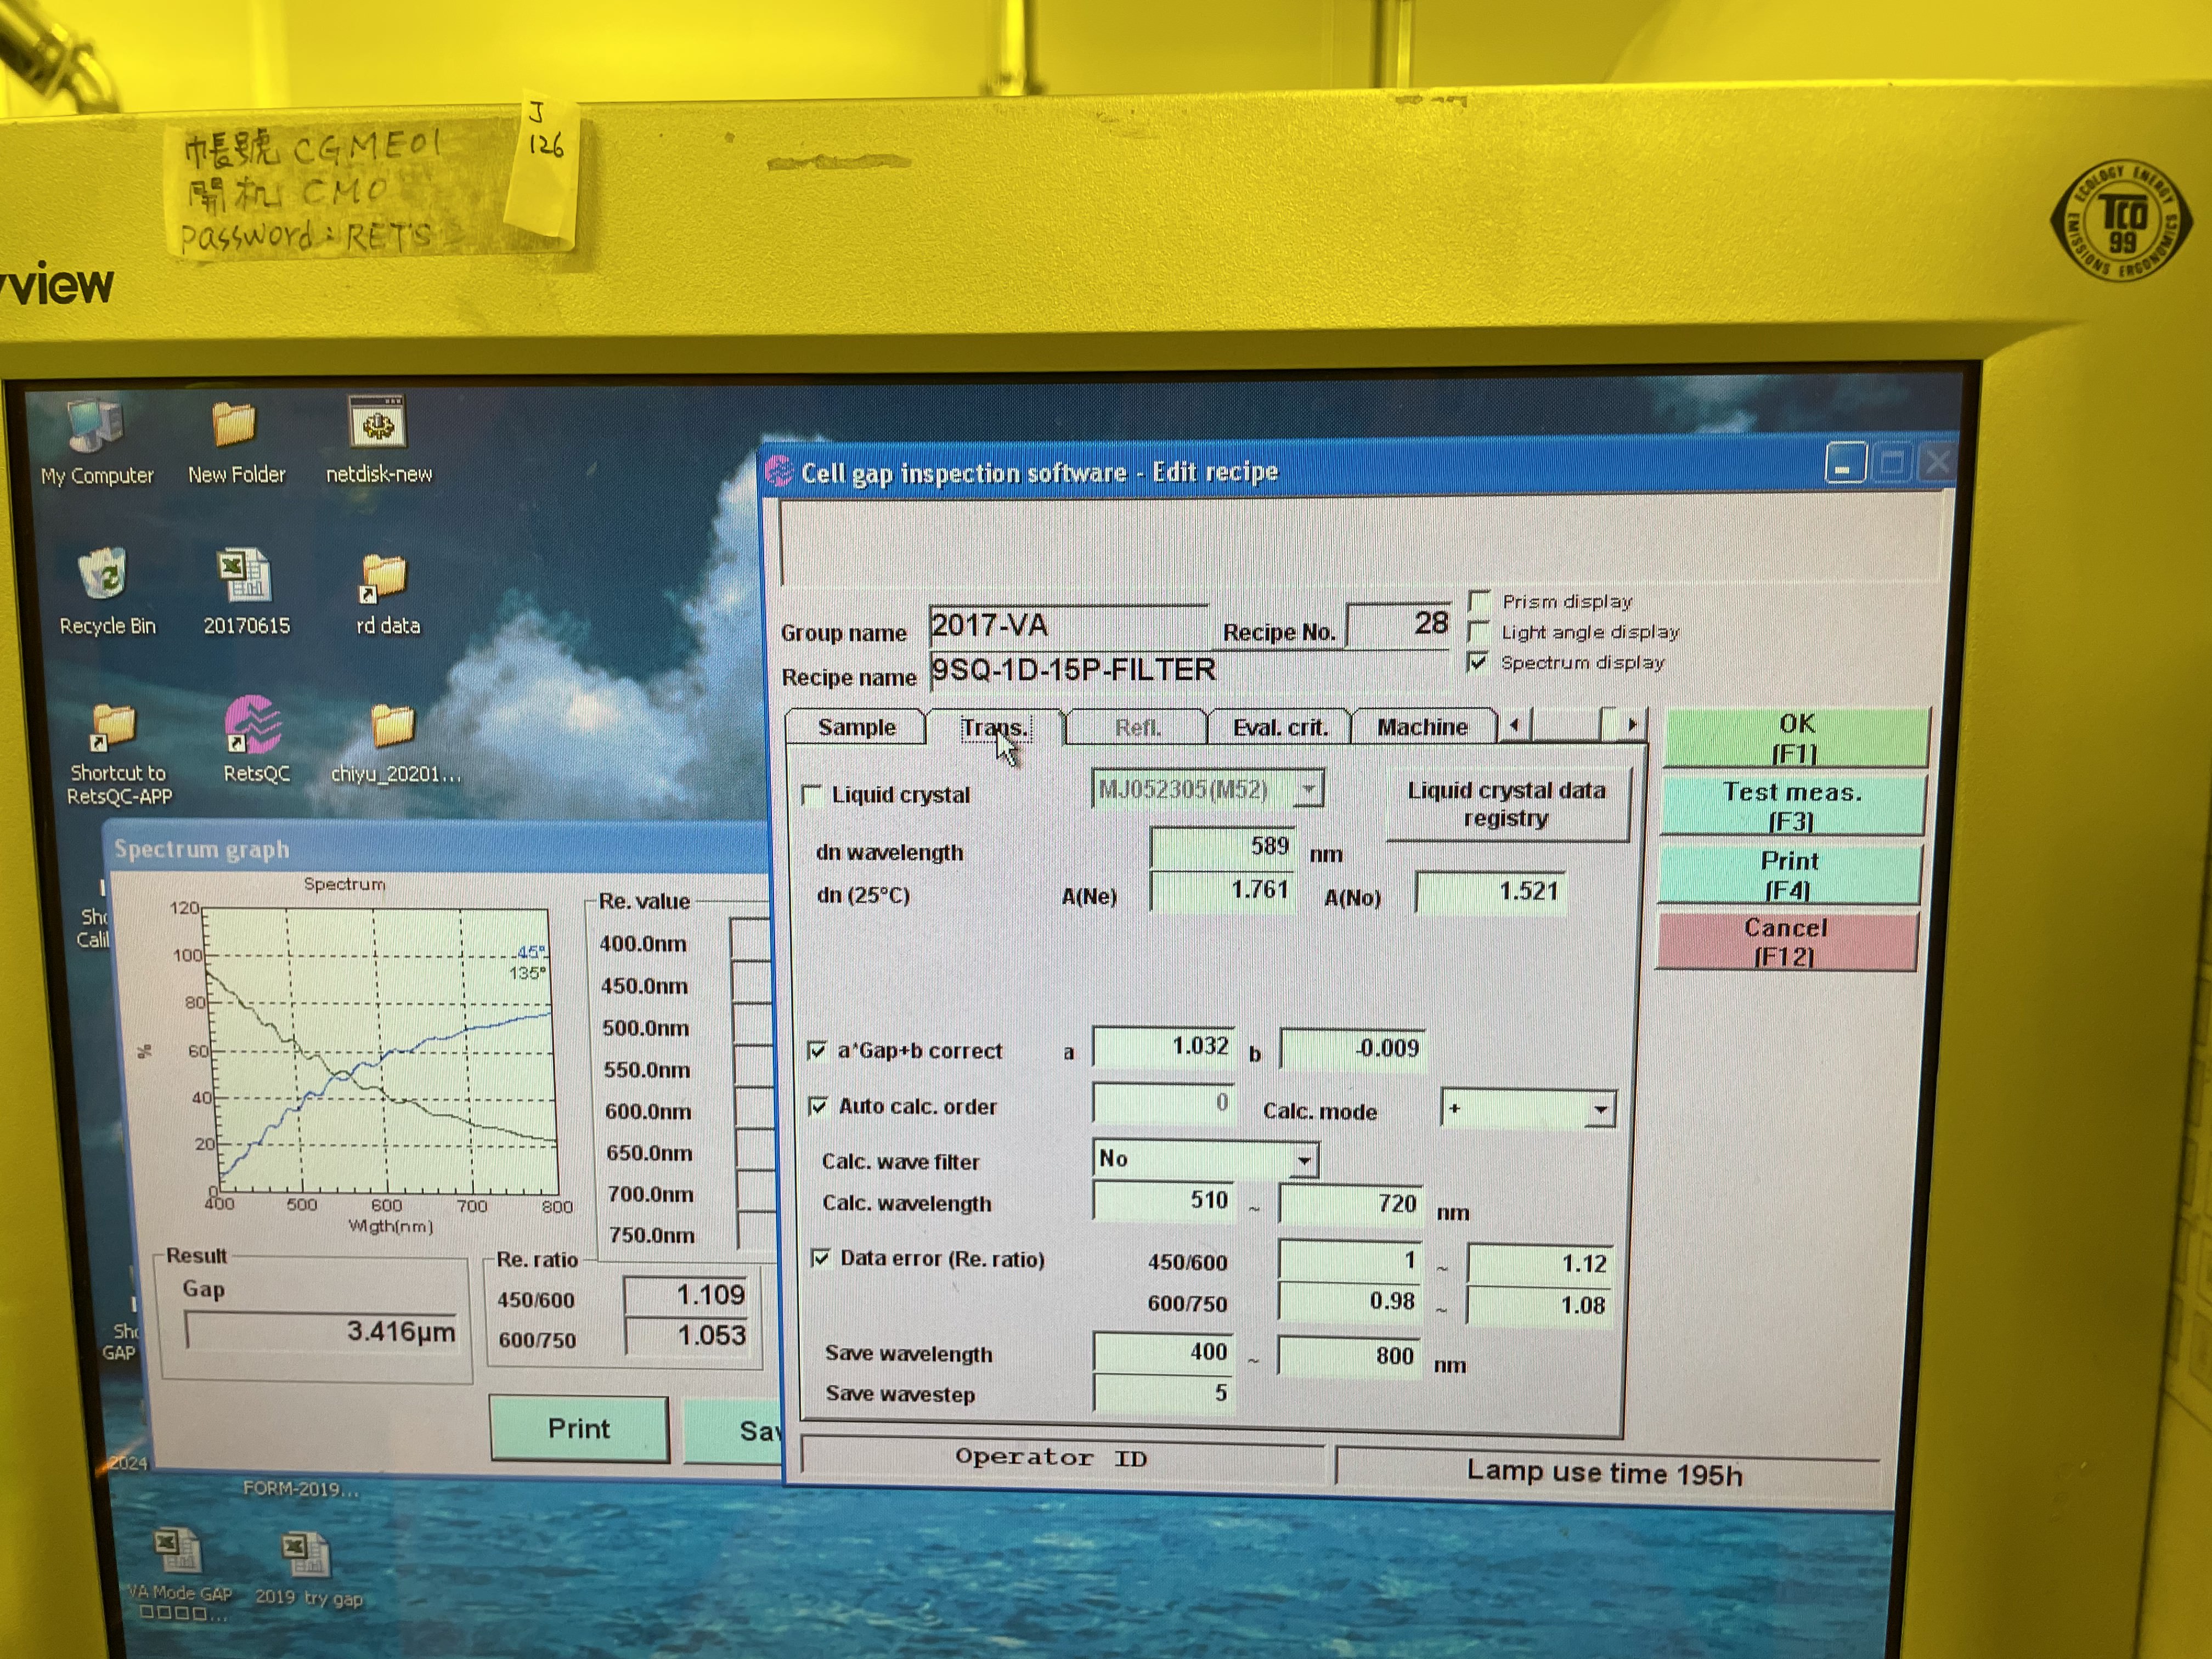 帳號 CGME01
開机 CMO
password: RETS
J
126
view
ECOLOGY ENERGY
EMISSIONS ERGONOMICS
TCO
99
My Computer
New Folder
netdisk-new
Recycle Bin
20170615
rd data
Shortcut to
RetsQC-APP
RetsQC
chiyu_20201...
Cell gap inspection software - Edit recipe
Group name 2017-VA Recipe No. 28
Recipe name 9SQ-1D-15P-FILTER
Prism display
Light angle display
Spectrum display
Sample Trans. Refl. Eval. crit. Machine
OK
(F1)
Test meas.
(F3)
Print
(F4)
Cancel
(F12)
Liquid crystal MJ052305(M52)
Liquid crystal data
registry
dn wavelength 589 nm
dn (25°C) A(Ne) 1.761 A(No) 1.521
a*Gap+b correct a 1.032 b -0.009
Auto calc. order 0 Calc. mode +
Calc. wave filter No
Calc. wavelength 510 ~ 720 nm
Data error (Re. ratio) 450/600 1 ~ 1.12
600/750 0.98 ~ 1.08
Save wavelength 400 ~ 800 nm
Save wavestep 5
Operator ID
Lamp use time 195h
Spectrum graph
Spectrum
120
100
80
60
40
20
0
%
45°
135°
400 500 600 700 800
Wlgth(nm)
Re. value
400.0nm
450.0nm
500.0nm
550.0nm
600.0nm
650.0nm
700.0nm
750.0nm
Result
Gap
3.416μm
Re. ratio
450/600 1.109
600/750 1.053
Print
Sav
Sho
Cali
Sho
GAP
2024
FORM-2019...
VA Mode GAP
□□□□...
2019 try gap